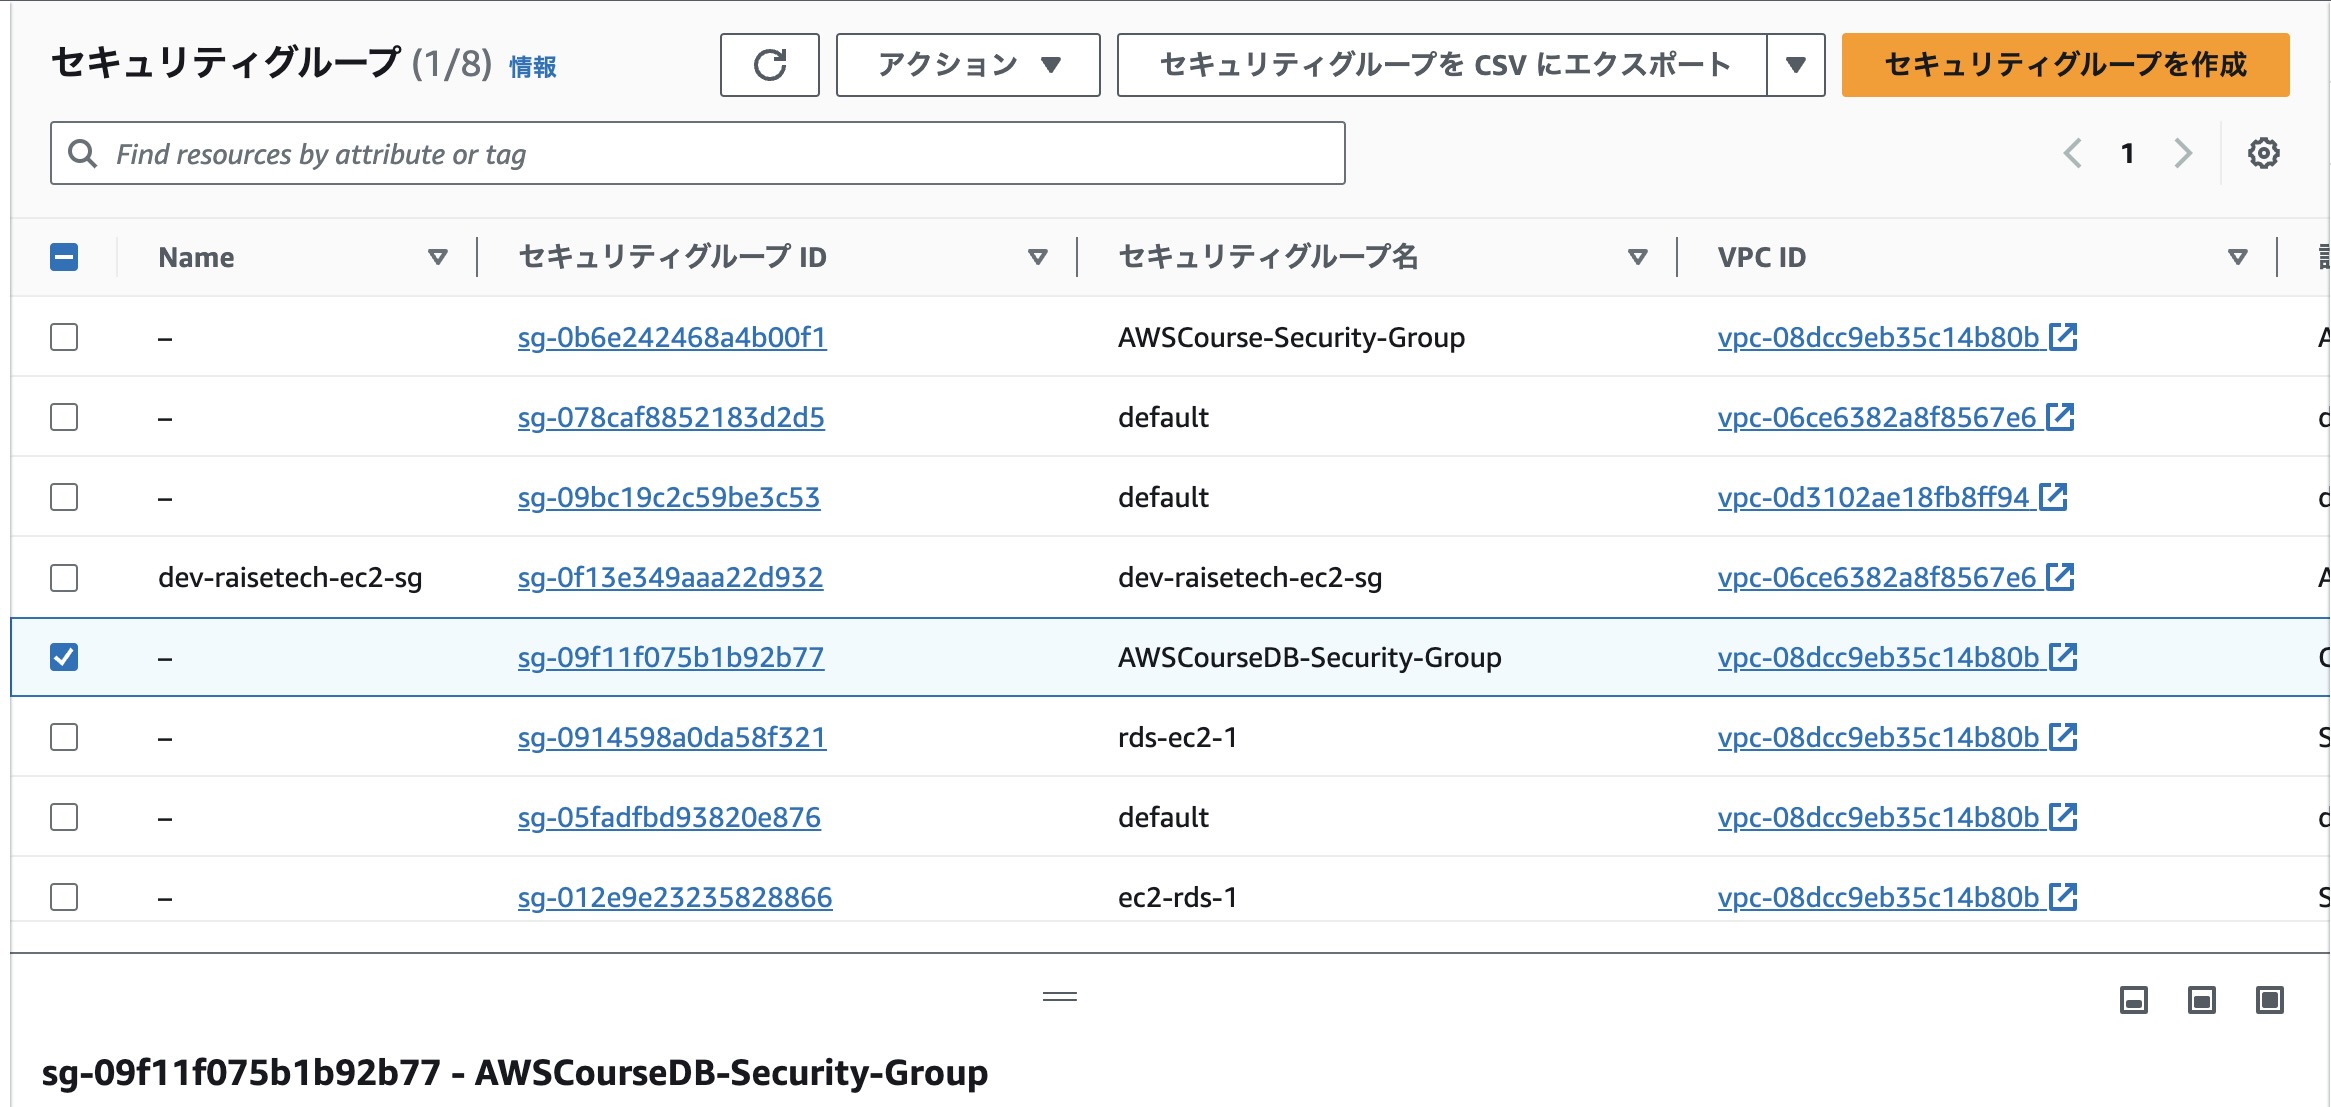 セキュリティグループ (1/8) 情報
アクション
セキュリティグループを CSV にエクスポート
セキュリティグループを作成
Find resources by attribute or tag
1
Name セキュリティグループ ID セキュリティグループ名 VPC ID
– sg-0b6e242468a4b00f1 AWSCourse-Security-Group vpc-08dcc9eb35c14b80b A
– sg-078caf8852183d2d5 default vpc-06ce6382a8f8567e6 d
– sg-09bc19c2c59be3c53 default vpc-0d3102ae18fb8ff94 d
dev-raisetech-ec2-sg sg-0f13e349aaa22d932 dev-raisetech-ec2-sg vpc-06ce6382a8f8567e6 A
– sg-09f11f075b1b92b77 AWSCourseDB-Security-Group vpc-08dcc9eb35c14b80b C
– sg-0914598a0da58f321 rds-ec2-1 vpc-08dcc9eb35c14b80b S
– sg-05fadfbd93820e876 default vpc-08dcc9eb35c14b80b d
– sg-012e9e23235828866 ec2-rds-1 vpc-08dcc9eb35c14b80b S
sg-09f11f075b1b92b77 - AWSCourseDB-Security-Group